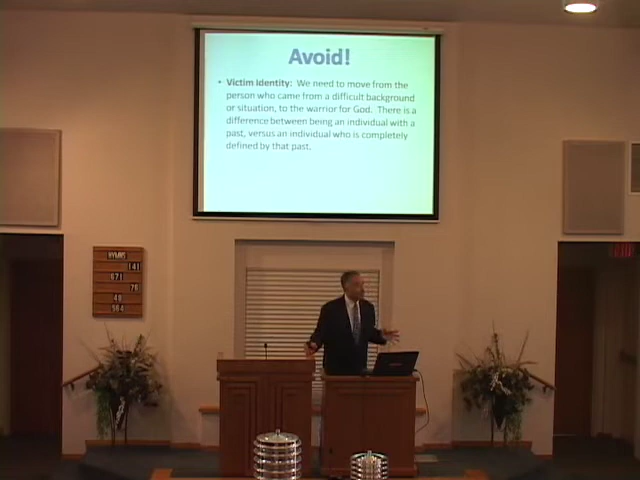 Avoid!
• Victim Identity: We need to move from the
person who came from a difficult background
or situation, to the warrior for God. There is a
difference between being an individual with a
past, versus an individual who is completely
defined by that past.
HYMNS
141
671
76
48
564
EXIT